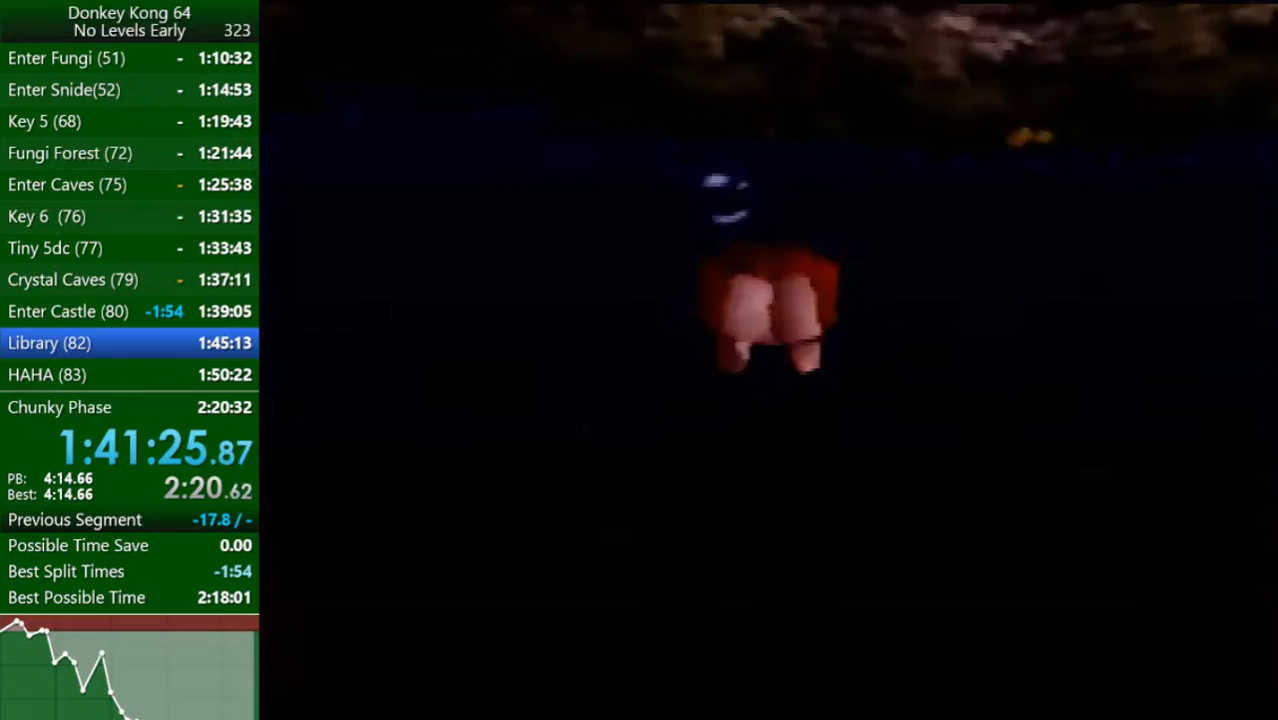 Donkey Kong 64
No Levels Early 323
Enter Fungi (51) - 1:10:32
Enter Snide(52) - 1:14:53
Key 5 (68) - 1:19:43
Fungi Forest (72) - 1:21:44
Enter Caves (75) - 1:25:38
Key 6 (76) - 1:31:35
Tiny 5dc (77) - 1:33:43
Crystal Caves (79) - 1:37:11
Enter Castle (80) -1:54 1:39:05
Library (82) 1:45:13
HAHA (83) 1:50:22
Chunky Phase 2:20:32
1:41:25.87
PB: 4:14.66
Best: 4:14.66 2:20.62
Previous Segment -17.8 / -
Possible Time Save 0.00
Best Split Times -1:54
Best Possible Time 2:18:01